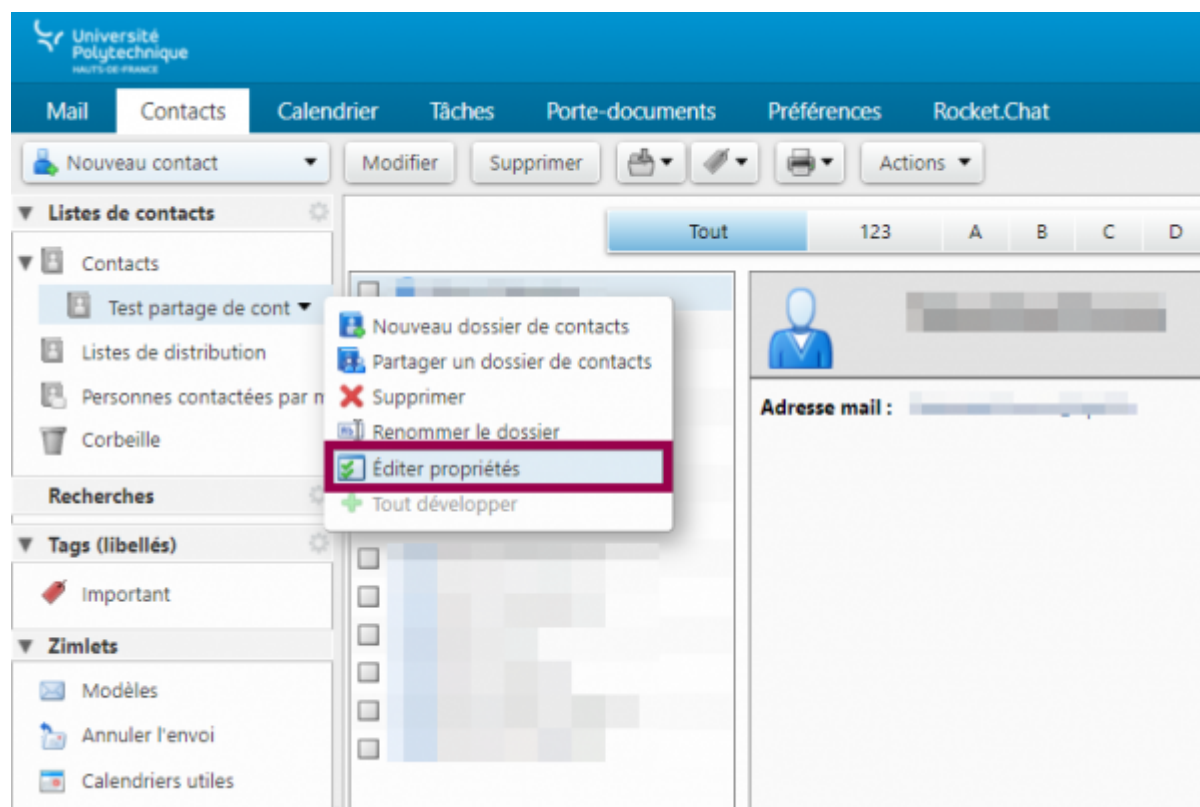 Université
Polytechnique
HAUTS-DE-FRANCE
Mail Contacts Calendrier Tâches Porte-documents Préférences Rocket.Chat
Nouveau contact Modifier Supprimer Actions
Listes de contacts
Tout 123 A B C D
Contacts
Test partage de cont
Listes de distribution
Personnes contactées par m
Corbeille
Recherches
Tags (libellés)
Important
Zimlets
Modèles
Annuler l'envoi
Calendriers utiles
Nouveau dossier de contacts
Partager un dossier de contacts
Supprimer
Renommer le dossier
Éditer propriétés
Tout développer
Adresse mail :